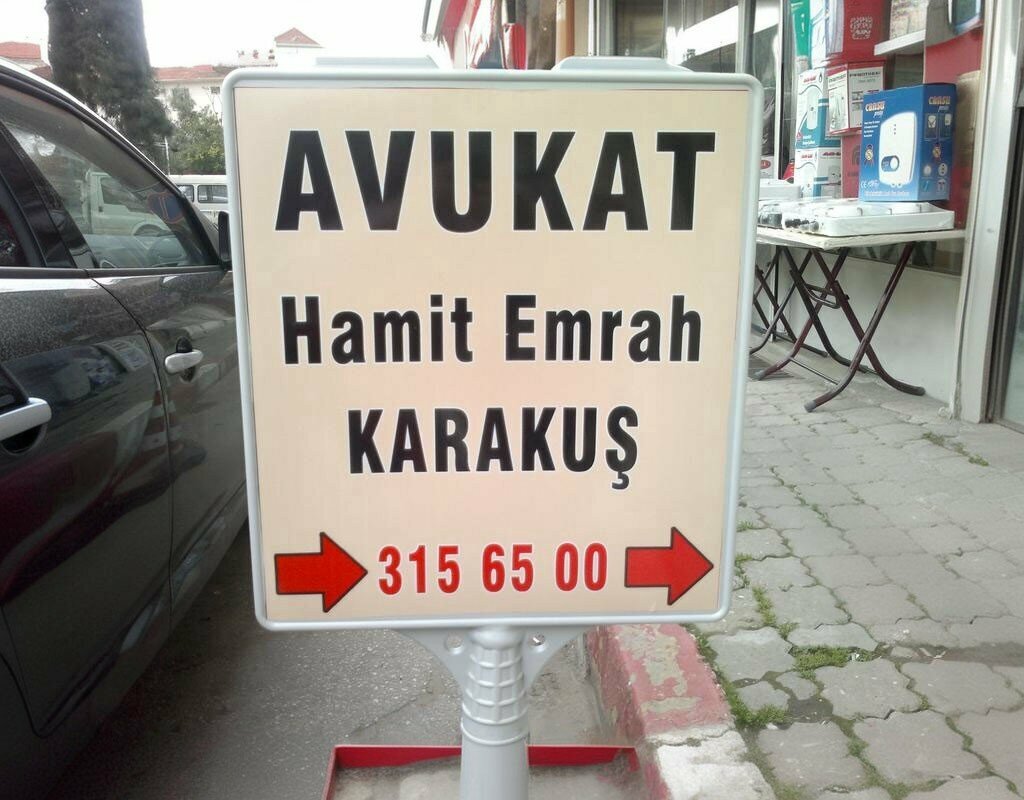 AVUKAT
Hamit Emrah
KARAKUŞ
315 65 00